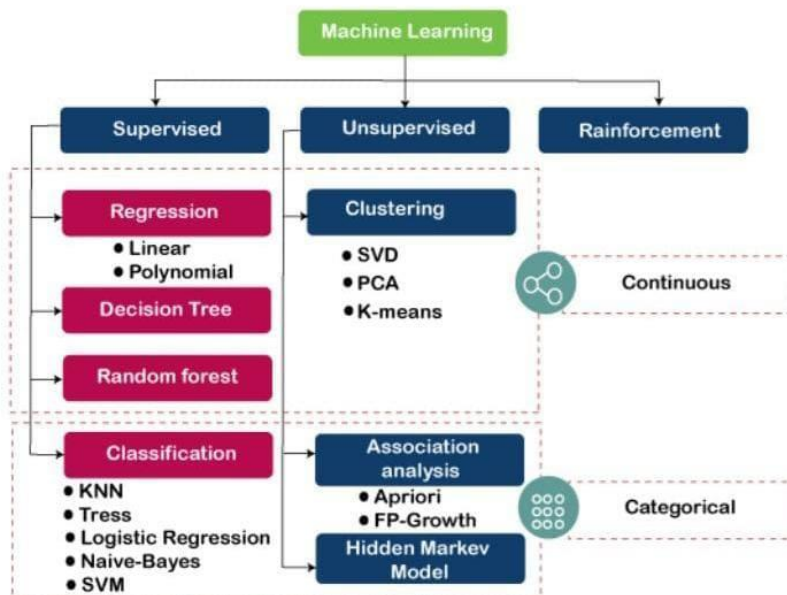 Machine Learning
Supervised
Unsupervised
Rainforcement
Regression
• Linear
• Polynomial
Decision Tree
Random forest
Clustering
• SVD
• PCA
• K-means
Continuous
Classification
• KNN
• Tress
• Logistic Regression
• Naive-Bayes
• SVM
Association
analysis
• Apriori
• FP-Growth
Hidden Markev
Model
Categorical